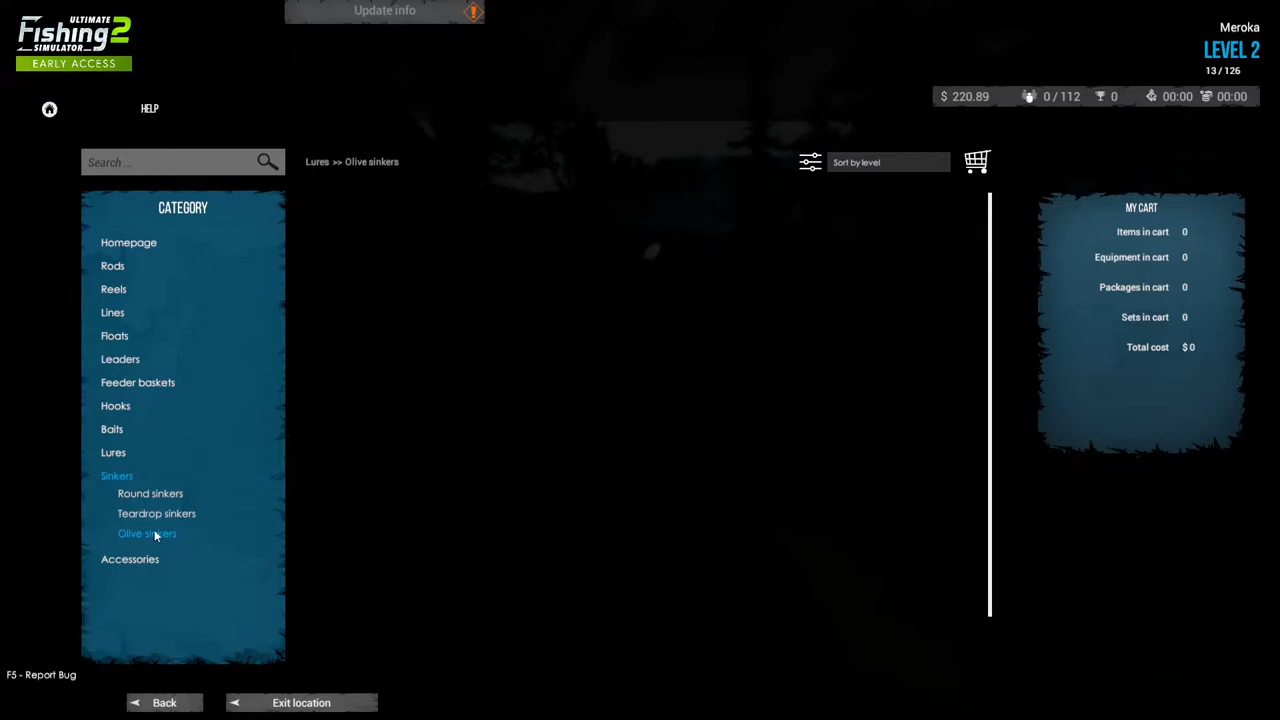 Update info
ULTIMATE
Fishing 2
SIMULATOR
EARLY ACCESS
Meroka
LEVEL 2
13 / 126
$ 220.89 0 / 112 0 00:00 00:00
HELP
Search ...
Lures >> Olive sinkers
Sort by level
CATEGORY
Homepage
Rods
Reels
Lines
Floats
Leaders
Feeder baskets
Hooks
Baits
Lures
Sinkers
Round sinkers
Teardrop sinkers
Olive sinkers
Accessories
MY CART
Items in cart 0
Equipment in cart 0
Packages in cart 0
Sets in cart 0
Total cost $ 0
F5 - Report Bug
Back
Exit location